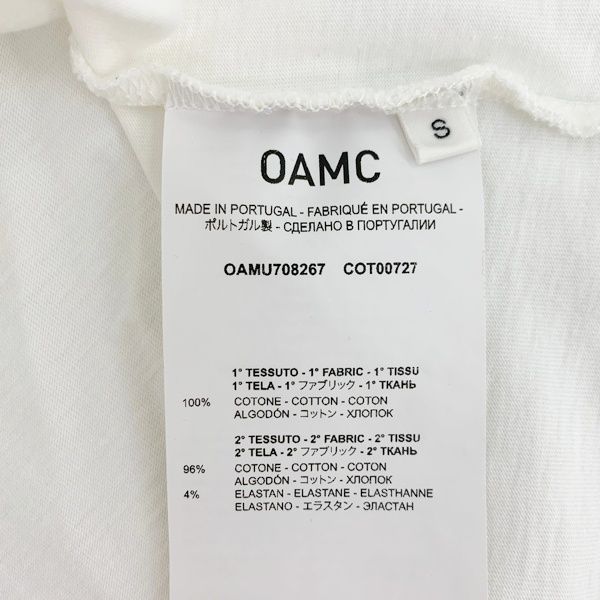 S
OAMC
MADE IN PORTUGAL - FABRIQUÉ EN PORTUGAL -
ポルトガル製 - СДЕЛАНО В ПОРТУГАЛИИ
OAMU708267 COT00727
1° TESSUTO - 1° FABRIC - 1° TISSU
1° TELA - 1° ファブリック - 1° ТКАНЬ
100% COTONE - COTTON - COTON
ALGODÓN - コットン - ХЛОПОК
2° TESSUTO - 2° FABRIC - 2° TISSU
2° TELA - 2° ファブリック - 2° ТКАНЬ
96% COTONE - COTTON - COTON
ALGODÓN - コットン - ХЛОПОК
4% ELASTAN - ELASTANE - ELASTHANNE
ELASTANO - エラスタン - ЭЛАСТАН